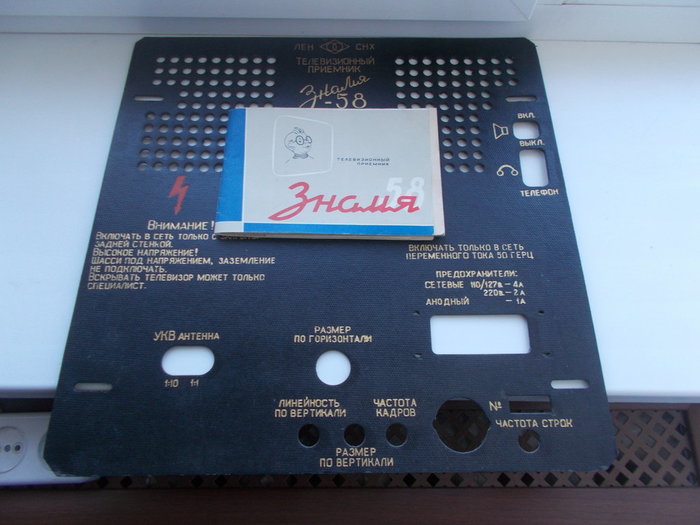 ЛЕН СНХ
ТЕЛЕВИЗИОННЫЙ
ПРИЕМНИК
Знамя
-58
ВКЛ.
ВЫКЛ.
ТЕЛЕФОН
ТЕЛЕВИЗИОННЫЙ
ПРИЕМНИК
58
Знамя
ВНИМАНИЕ!
ВКЛЮЧАТЬ В СЕТЬ ТОЛЬКО С
ЗАДНЕЙ СТЕНКОЙ.
ВЫСОКОЕ НАПРЯЖЕНИЕ!
ШАССИ ПОД НАПРЯЖЕНИЕМ, ЗАЗЕМЛЕНИЕ
НЕ ПОДКЛЮЧАТЬ.
ВСКРЫВАТЬ ТЕЛЕВИЗОР МОЖЕТ ТОЛЬКО
СПЕЦИАЛИСТ.
ВКЛЮЧАТЬ ТОЛЬКО В СЕТЬ
ПЕРЕМЕННОГО ТОКА 50 ГЕРЦ
ПРЕДОХРАНИТЕЛИ:
СЕТЕВЫЕ 110/127в. – 4А
220в. – 2А
АНОДНЫЙ – 1А
УКВ АНТЕННА
1:10 1:1
РАЗМЕР
ПО ГОРИЗОНТАЛИ
ЛИНЕЙНОСТЬ
ПО ВЕРТИКАЛИ
ЧАСТОТА
КАДРОВ
№
ЧАСТОТА СТРОК
РАЗМЕР
ПО ВЕРТИКАЛИ